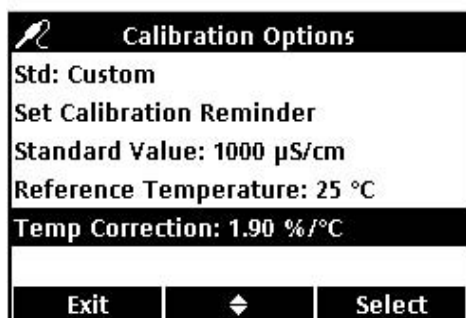 Calibration Options
Std: Custom
Set Calibration Reminder
Standard Value: 1000 µS/cm
Reference Temperature: 25 °C
Temp Correction: 1.90 %/°C
Exit Select